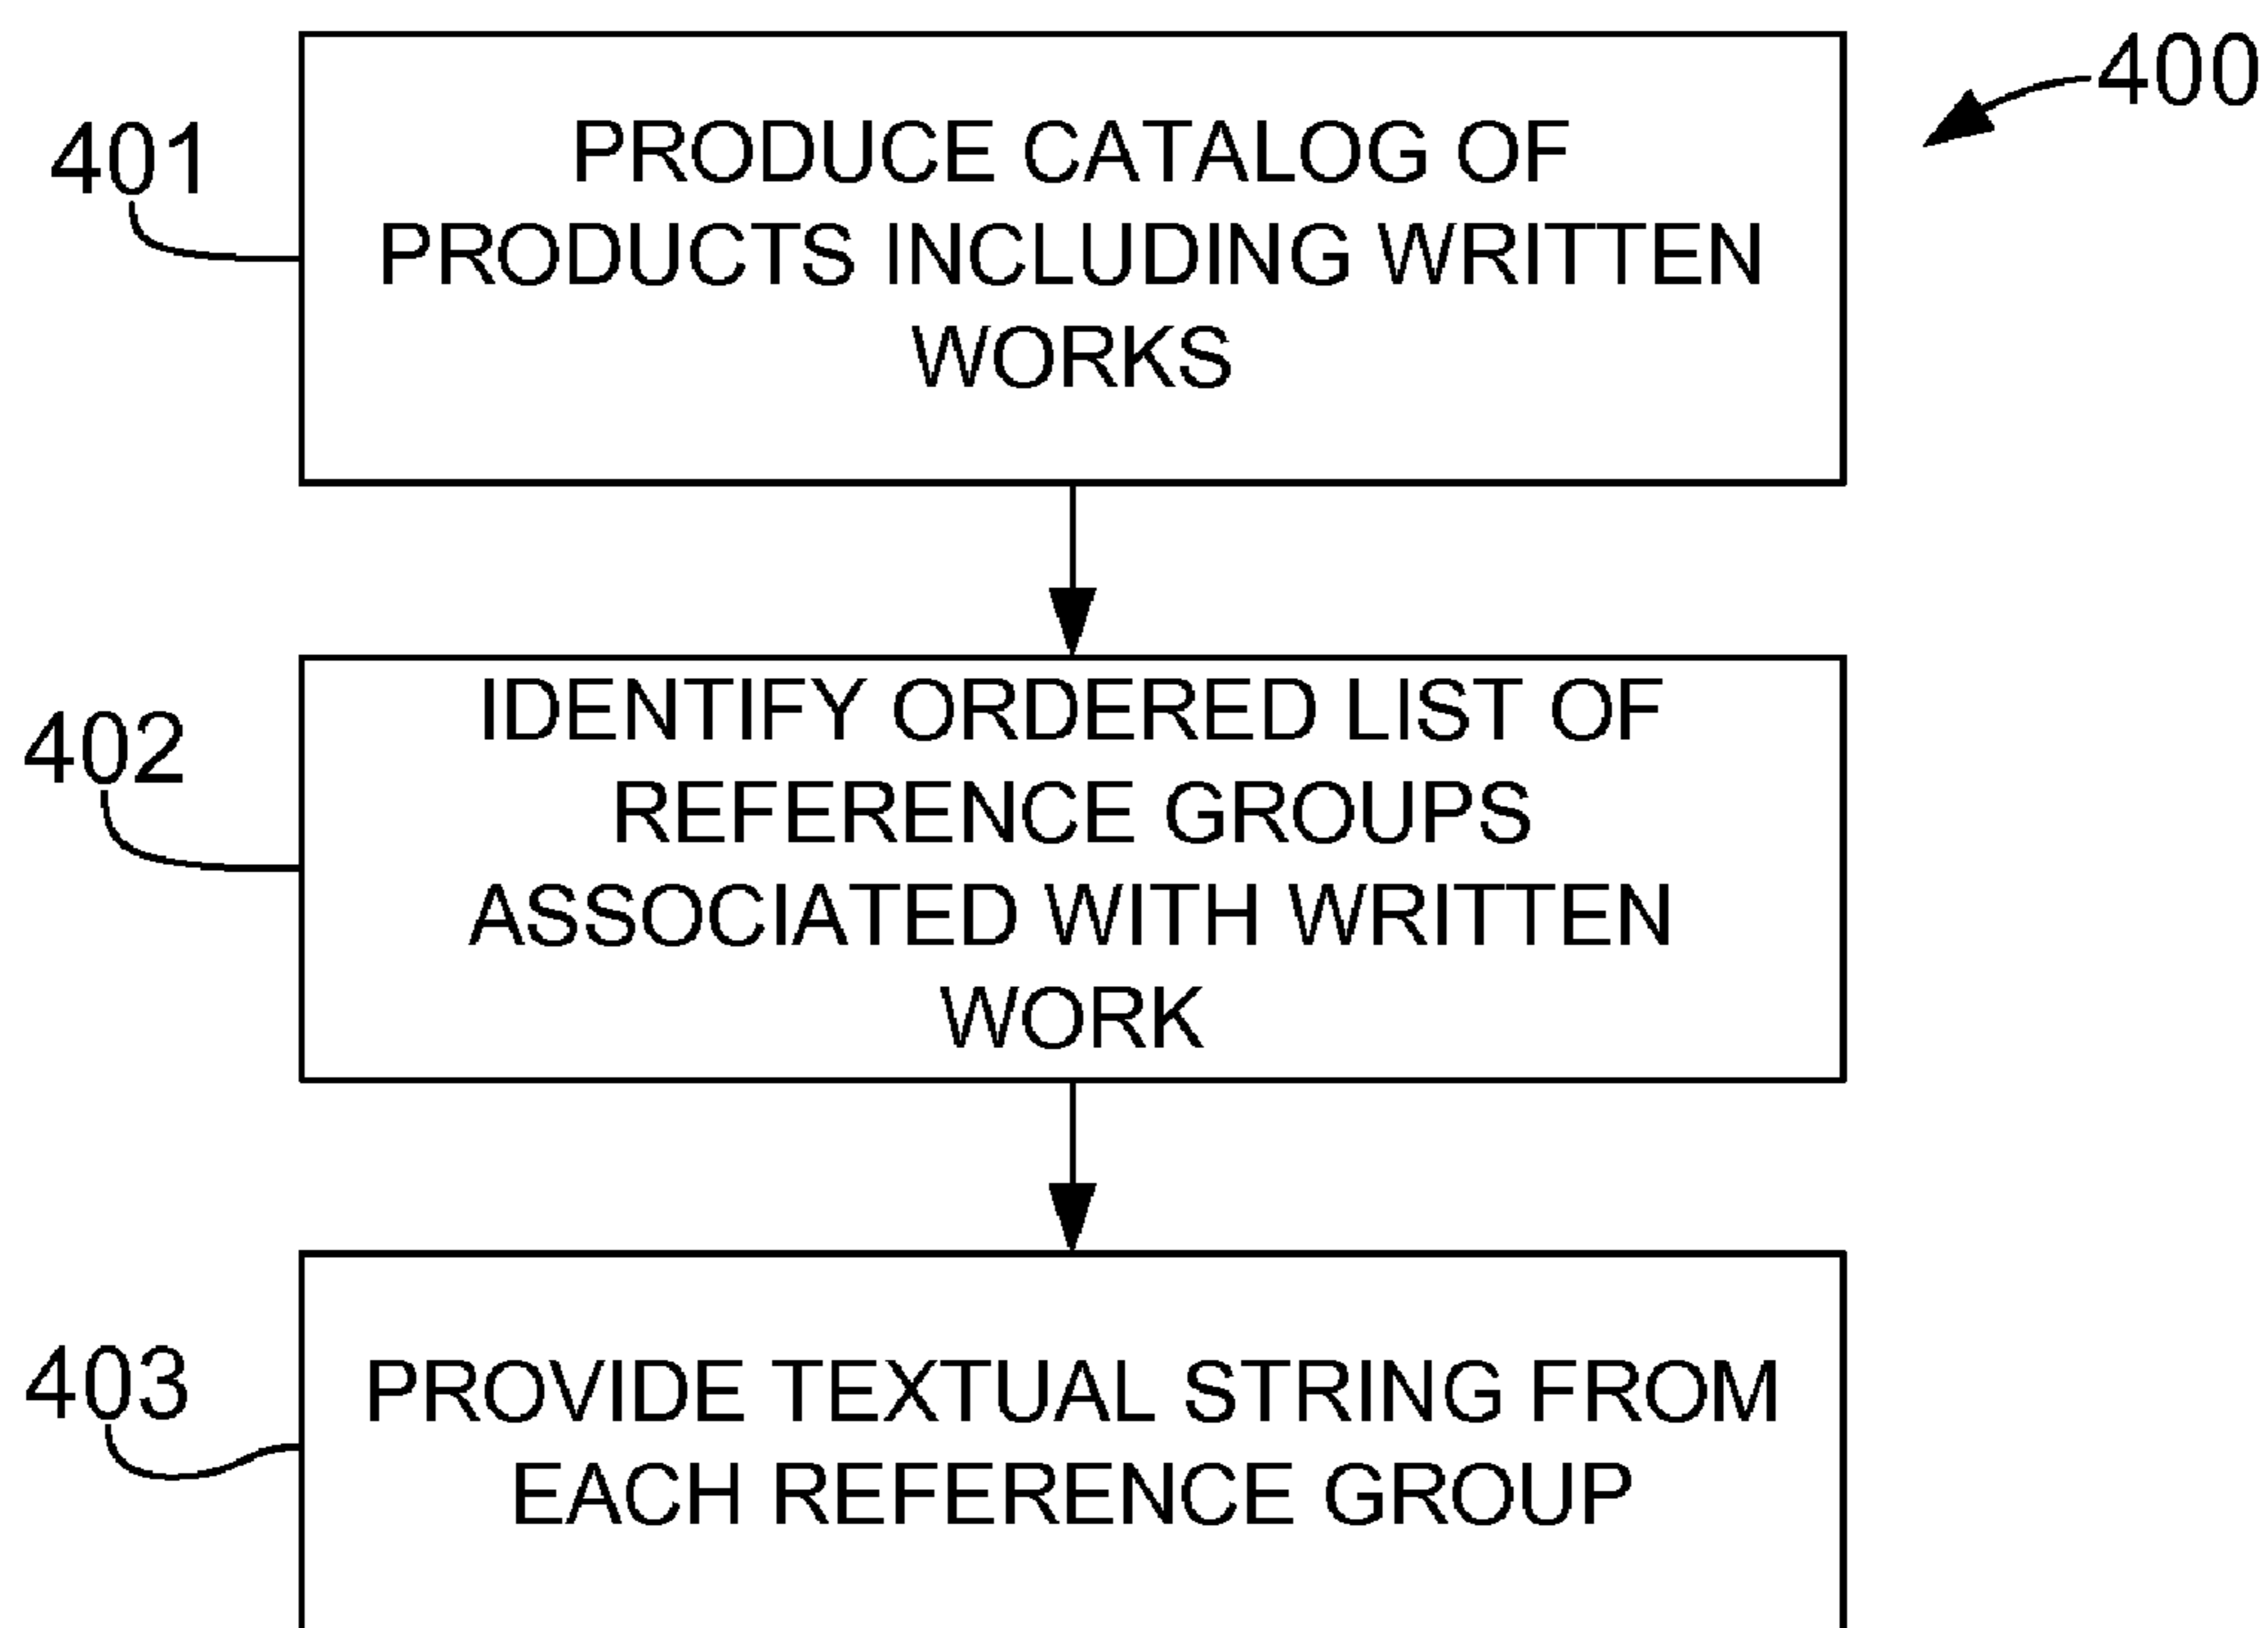 400
401
PRODUCE CATALOG OF
PRODUCTS INCLUDING WRITTEN
WORKS
402
IDENTIFY ORDERED LIST OF
REFERENCE GROUPS
ASSOCIATED WITH WRITTEN
WORK
403
PROVIDE TEXTUAL STRING FROM
EACH REFERENCE GROUP